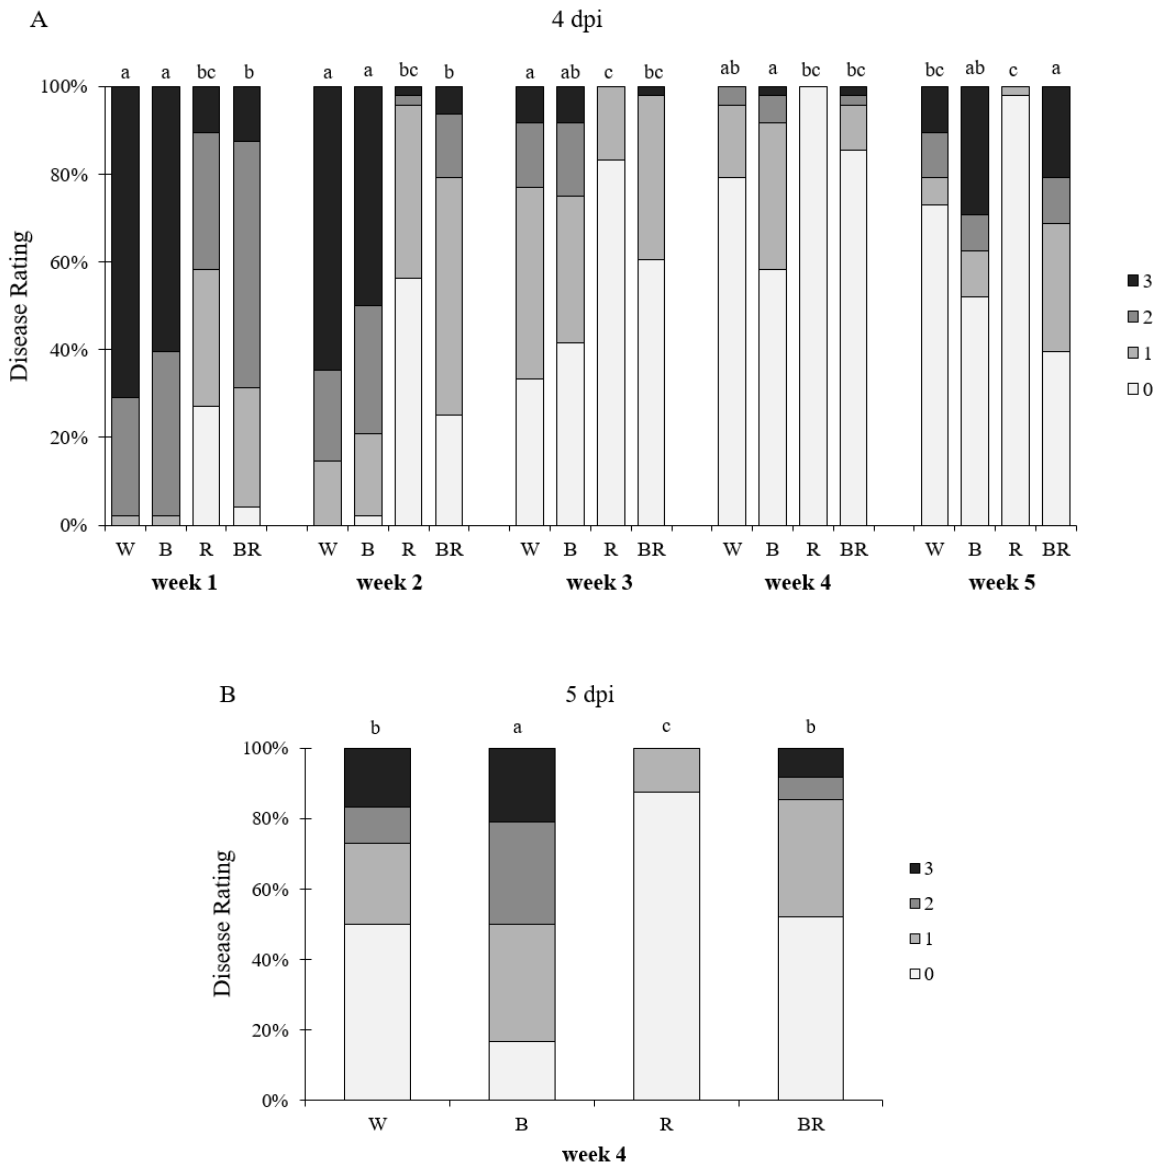 A
4 dpi
a a bc b a a bc b a ab c bc ab a bc bc bc ab c a
100%
80%
60%
40%
20%
0%
Disease Rating
3
2
1
0
W B R BR W B R BR W B R BR W B R BR W B R BR
week 1 week 2 week 3 week 4 week 5
B
5 dpi
b a c b
100%
80%
60%
40%
20%
0%
Disease Rating
3
2
1
0
W B R BR
week 4